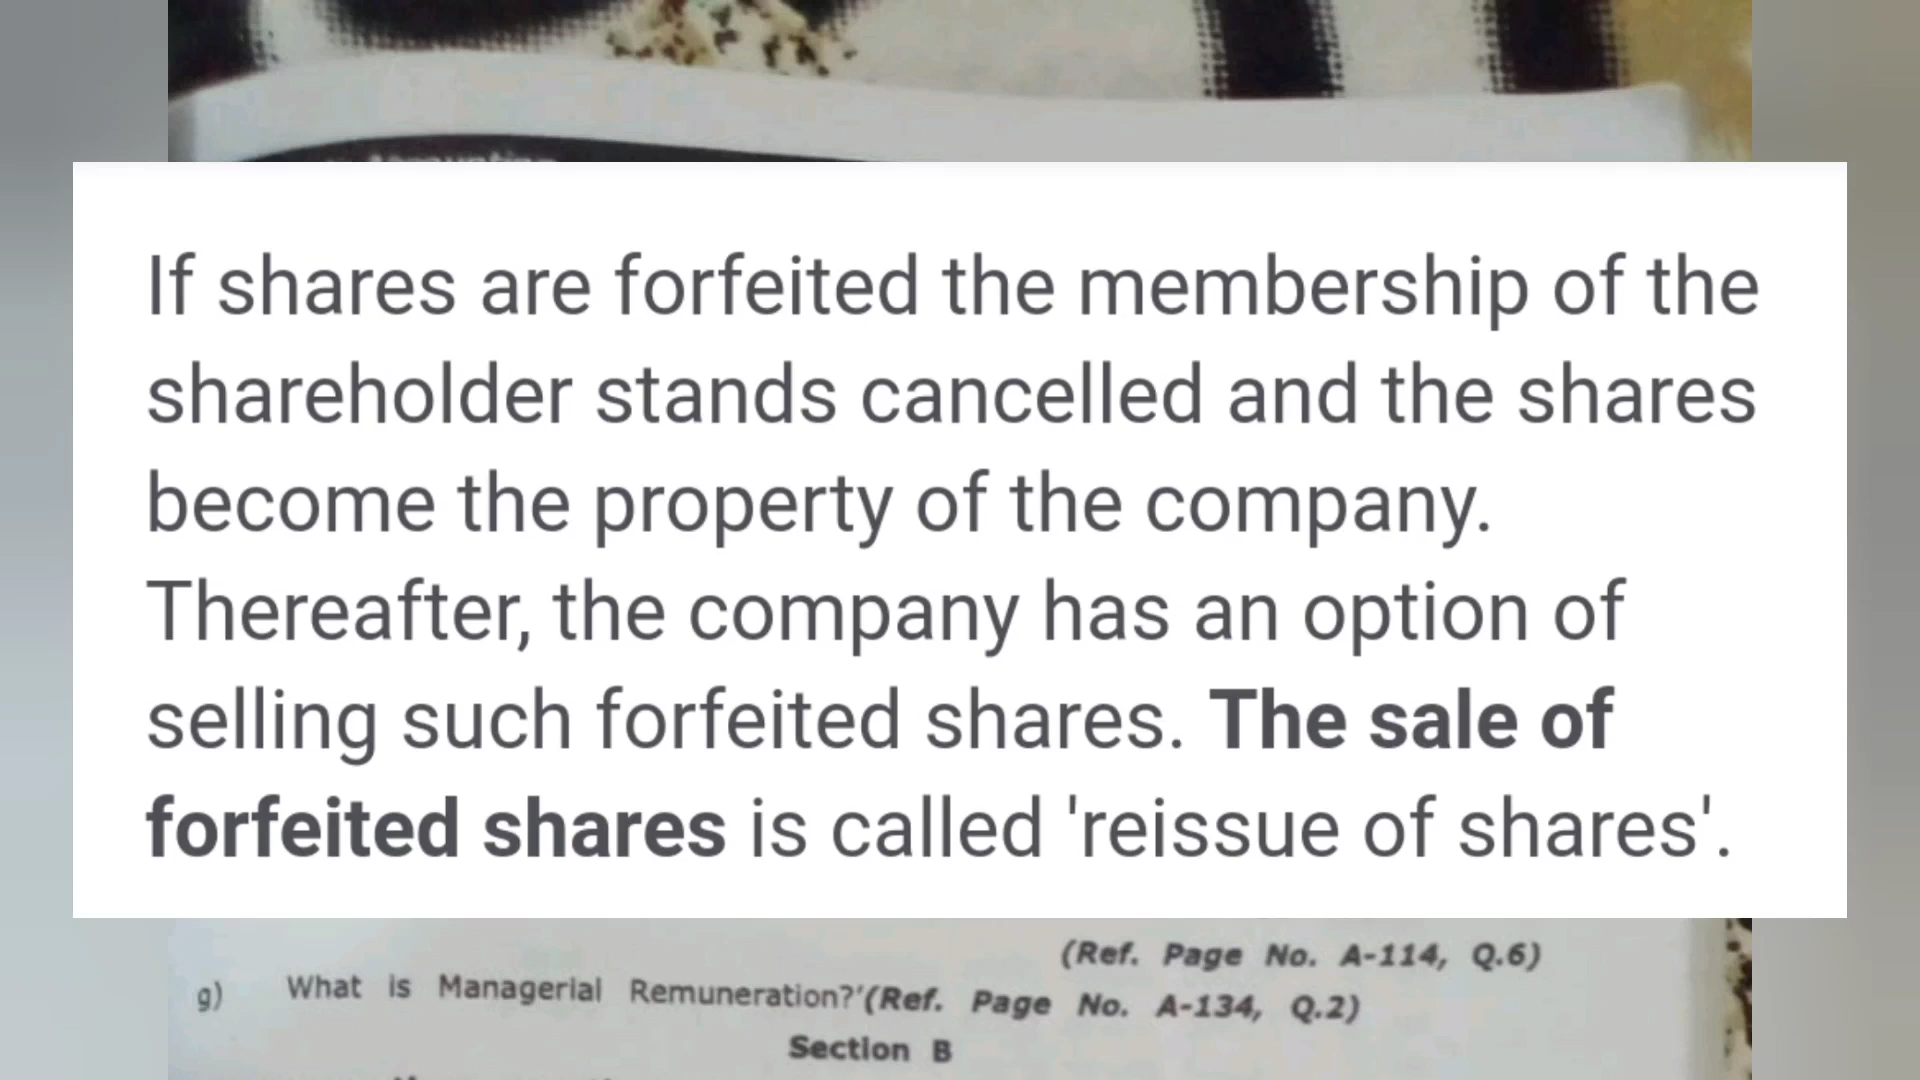 If shares are forfeited the membership of the
shareholder stands cancelled and the shares
become the property of the company.
Thereafter, the company has an option of
selling such forfeited shares. The sale of
forfeited shares is called 'reissue of shares'.
(Ref. Page No. A-114, Q.6)
g) What is Managerial Remuneration?'(Ref. Page No. A-134, Q.2)
Section B